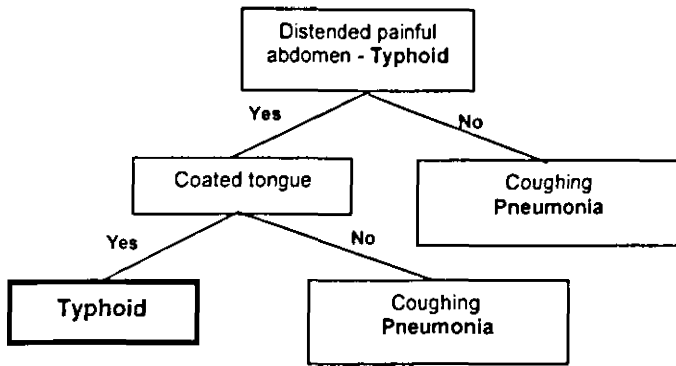 Distended painful
abdomen - Typhoid
Yes
No
Coated tongue
Coughing
Pneumonia
Yes
No
Typhoid
Coughing
Pneumonia